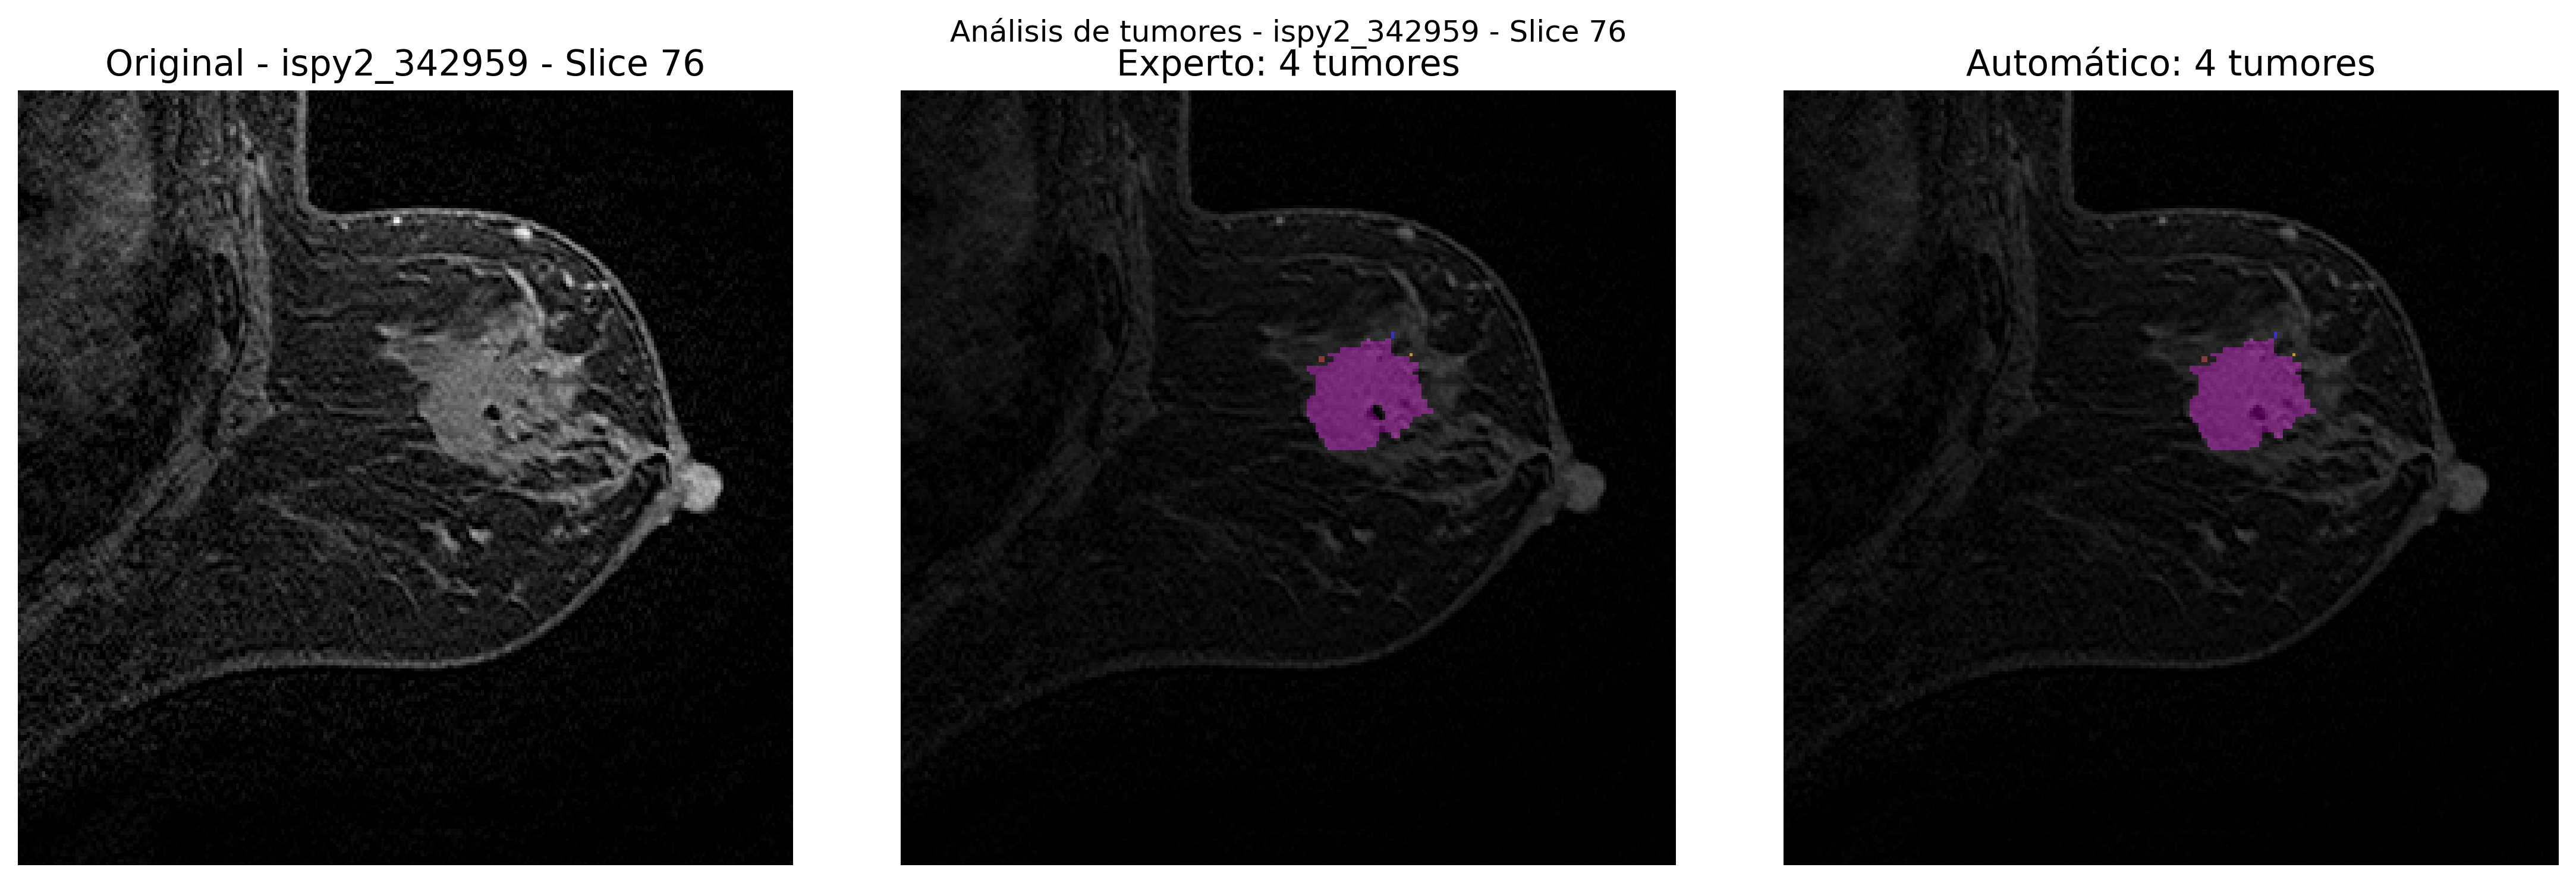 Análisis de tumores - ispy2_342959 - Slice 76
Original - ispy2_342959 - Slice 76
Experto: 4 tumores
Automático: 4 tumores